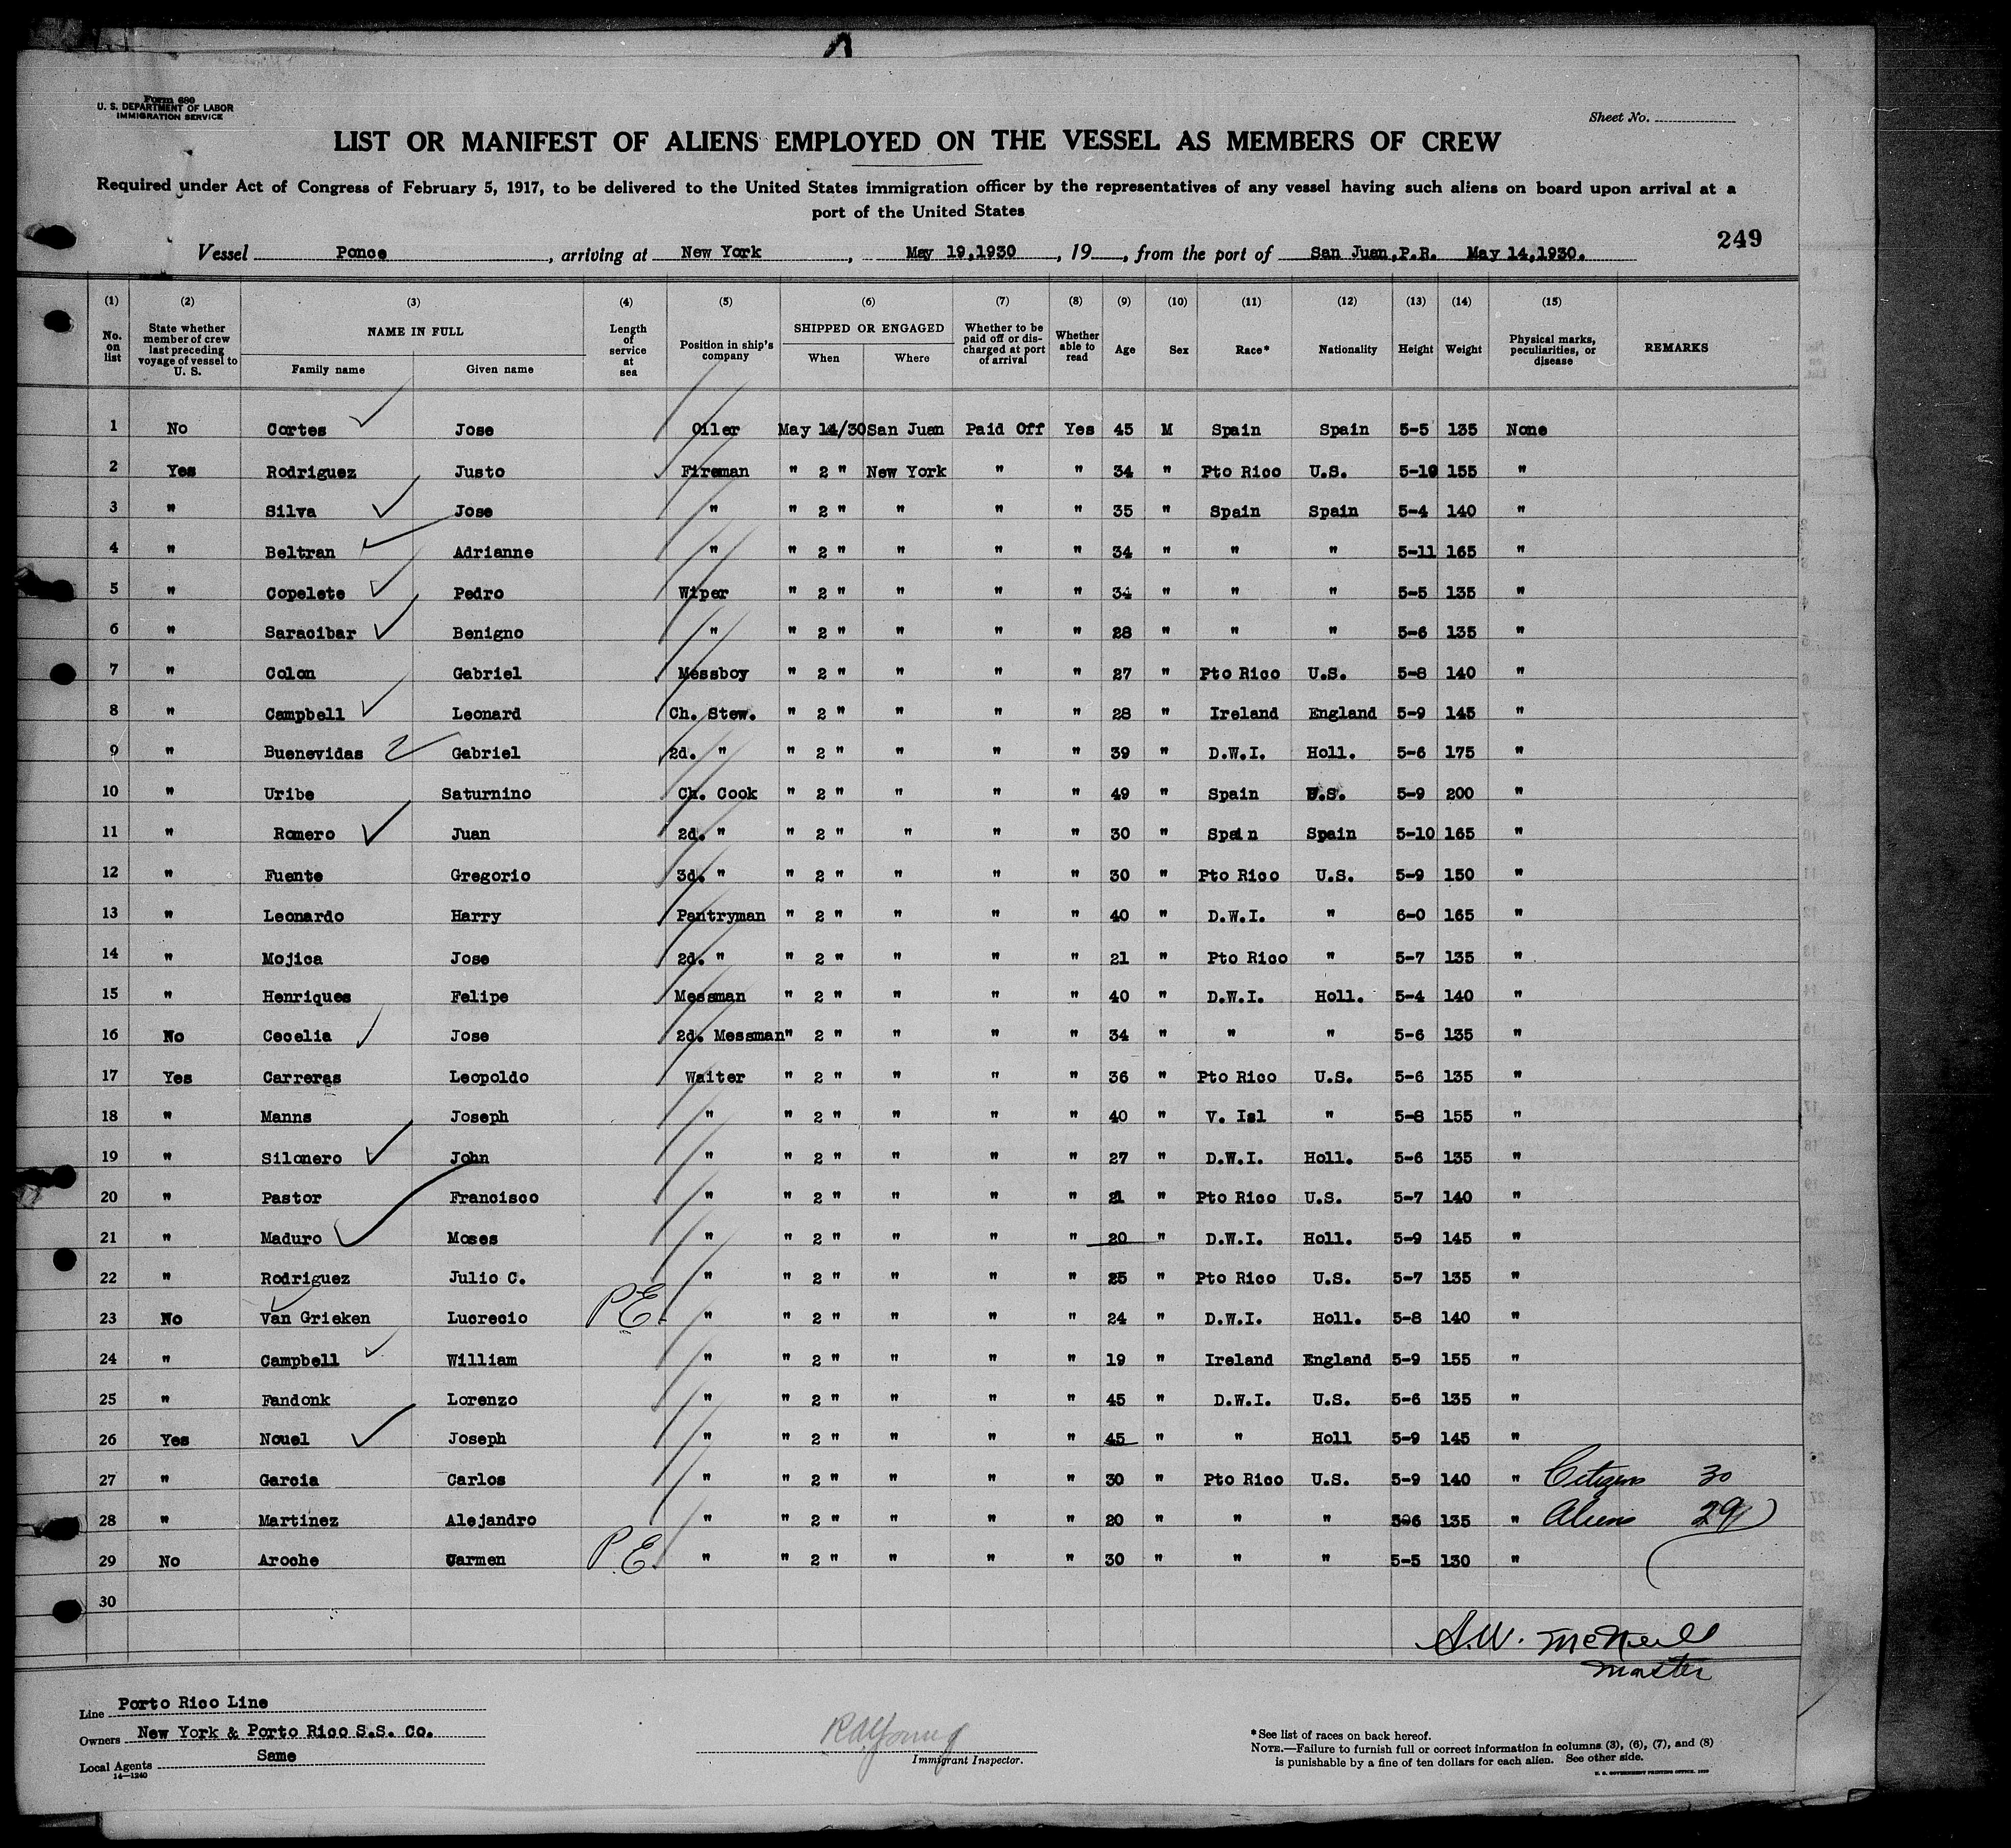 Form 680
U. S. DEPARTMENT OF LABOR
IMMIGRATION SERVICE
Sheet No.
LIST OR MANIFEST OF ALIENS EMPLOYED ON THE VESSEL AS MEMBERS OF CREW
Required under Act of Congress of February 5, 1917, to be delivered to the United States immigration officer by the representatives of any vessel having such aliens on board upon arrival at a
port of the United States
249
Vessel Ponce, arriving at New York, May 19,1930, 19, from the port of San Juan,P.R. May 14,1930.
(1) (2) (3) (4) (5) (6) (7) (8) (9) (10) (11) (12) (13) (14) (15)
No. on list State whether member of crew last preceding voyage of vessel to U. S. NAME IN FULL Family name Given name Length of service at sea Position in ship's company SHIPPED OR ENGAGED When Where Whether to be paid off or discharged at port of arrival Whether able to read Age Sex Race* Nationality Height Weight Physical marks, peculiarities, or disease REMARKS
1 No Cortes Jose Oiler May 14/30 San Juan Paid Off Yes 45 M Spain Spain 5-5 135 None
2 Yes Rodriguez Justo Fireman " 2 " New York " " 34 " Pto Rico U.S. 5-10 155 "
3 " Silva Jose " " 2 " " " " 35 " Spain Spain 5-4 140 "
4 " Beltran Adrianne " " 2 " " " " 34 " " " 5-11 165 "
5 " Copelete Pedro Wiper " 2 " " " " 34 " " " 5-5 135 "
6 " Saracibar Benigno " " 2 " " " " 28 " " " 5-6 135 "
7 " Colon Gabriel Messboy " 2 " " " " 27 " Pto Rico U.S. 5-8 140 "
8 " Campbell Leonard Ch. Stew. " 2 " " " " 28 " Ireland England 5-9 145 "
9 " Buenevidas Gabriel 2d. " " 2 " " " " 39 " D.W.I. Holl. 5-6 175 "
10 " Uribe Saturnino Ch. Cook " 2 " " " " 49 " Spain U.S. 5-9 200 "
11 " Romero Juan 2d. " " 2 " " " " 30 " Spain Spain 5-10 165 "
12 " Fuente Gregorio 3d. " " 2 " " " " 30 " Pto Rico U.S. 5-9 150 "
13 " Leonardo Harry Pantryman " 2 " " " " 40 " D.W.I. " 6-0 165 "
14 " Mojica Jose 2d. " " 2 " " " " 21 " Pto Rico " 5-7 135 "
15 " Henriques Felipe Messman " 2 " " " " 40 " D.W.I. Holl. 5-4 140 "
16 No Cecelia Jose 2d. Messman " 2 " " " " 34 " " " 5-6 135 "
17 Yes Carreras Leopoldo Waiter " 2 " " " " 36 " Pto Rico U.S. 5-6 135 "
18 " Manns Joseph " " 2 " " " " 40 " V. Isl " 5-8 155 "
19 " Silonero John " " 2 " " " " 27 " D.W.I. Holl. 5-6 135 "
20 " Pastor Francisco " " 2 " " " " 21 " Pto Rico U.S. 5-7 140 "
21 " Maduro Moses " " 2 " " " " 20 " D.W.I. Holl. 5-9 145 "
22 " Rodriguez Julio C. " " 2 " " " " 25 " Pto Rico U.S. 5-7 135 "
23 No Van Grieken Lucrecio P.E. " " 2 " " " " 24 " D.W.I. Holl. 5-8 140 "
24 " Campbell William " " 2 " " " " 19 " Ireland England 5-9 155 "
25 " Fandonk Lorenzo " " 2 " " " " 45 " D.W.I. U.S. 5-6 135 "
26 Yes Nouel Joseph " " 2 " " " " 45 " " Holl 5-9 145 "
27 " Garcia Carlos " " 2 " " " " 30 " Pto Rico U.S. 5-9 140 " Citizens 30
28 " Martinez Alejandro " " 2 " " " " 20 " " " 506 135 " Aliens 29
29 No Aroche Carmen P.E. " " 2 " " " " 30 " " " 5-5 130 "
30
A.W. McNeill
Master
Line Porto Rico Line
Owners New York & Porto Rico S.S. Co.
Local Agents Same
14—1240
Immigrant Inspector.
*See list of races on back hereof.
NOTE.—Failure to furnish full or correct information in columns (3), (6), (7), and (8)
is punishable by a fine of ten dollars for each alien. See other side.